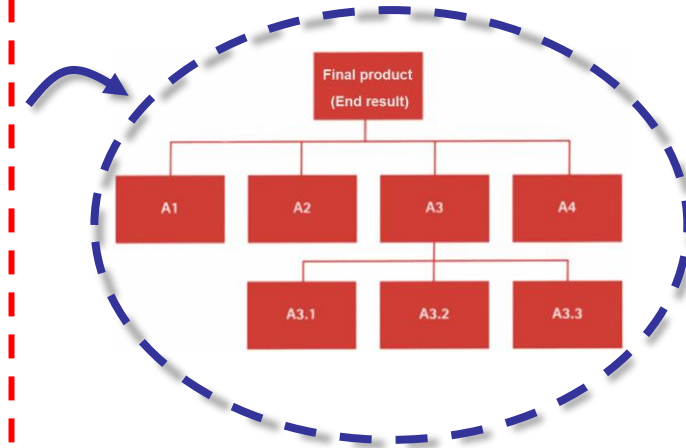 Final product
(End result)
A1
A2
A3
A4
A3.1
A3.2
A3.3